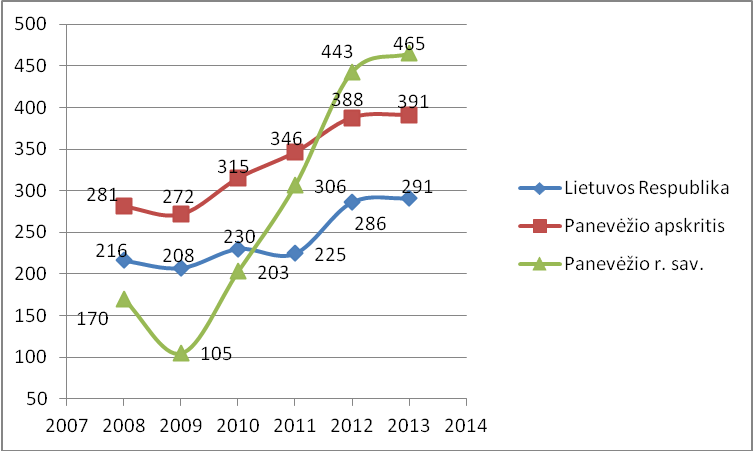 500
450
400
350
300
250
200
150
100
50
2007 2008 2009 2010 2011 2012 2013 2014
281 272 315 346 388 391
216 208 230 225 286 291
170 105 203 306 443 465
Lietuvos Respublika
Panevėžio apskritis
Panevėžio r. sav.